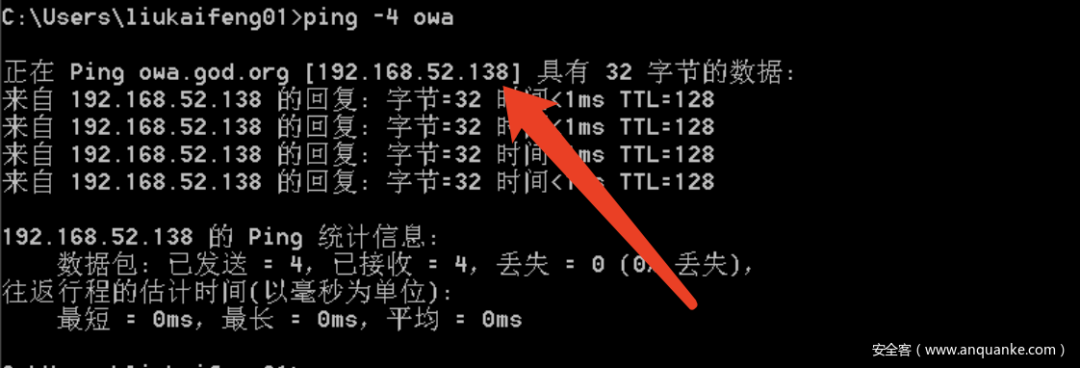 C:\Users\liukaifeng01>ping -4 owa
正在 Ping owa.god.org [192.168.52.138] 具有 32 字节的数据:
来自 192.168.52.138 的回复: 字节=32 时间<1ms TTL=128
来自 192.168.52.138 的回复: 字节=32 时间<1ms TTL=128
来自 192.168.52.138 的回复: 字节=32 时间 ms TTL=128
来自 192.168.52.138 的回复: 字节=32 时间<1 s TTL=128
192.168.52.138 的 Ping 统计信息:
数据包: 已发送 = 4, 已接收 = 4, 丢失 = 0 (0% 丢失),
往返行程的估计时间(以毫秒为单位):
最短 = 0ms, 最长 = 0ms, 平均 = 0ms
安全客(www.anquanke.com)